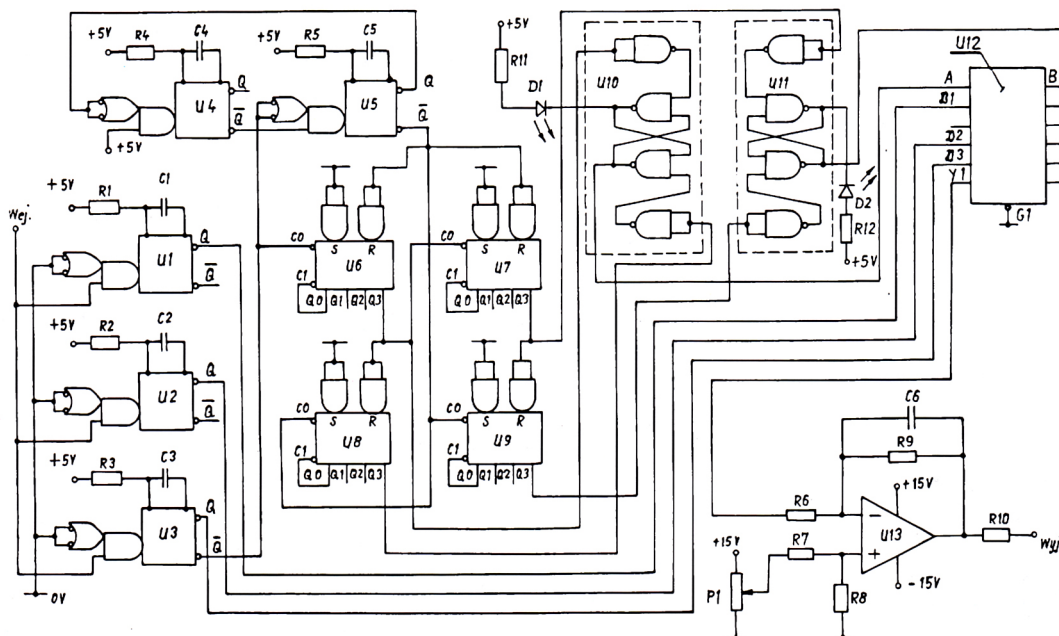 +5V R4 C4 +5V R5 C5
Q Q
U4 Q̅ U5 Q̅
+5V
+5V R11
D1
U10 U11
U12
A B
D1
D2
D3
Y1
G1
D2
R12
+5V
Wej.
+5V R1 C1
U1 Q
Q̅
+5V R2 C2
U2 Q
Q̅
+5V R3 C3
U3 Q
Q̅
0V
S R S R
C0 U6 C0 U7
C1 C1
Q0 Q1 Q2 Q3 Q0 Q1 Q2 Q3
S R S R
C0 U8 C0 U9
C1 C1
Q0 Q1 Q2 Q3 Q0 Q1 Q2 Q3
C6
R9
+15V
R6
-
U13 R10
+15V R7 +
-15V
P1 R8